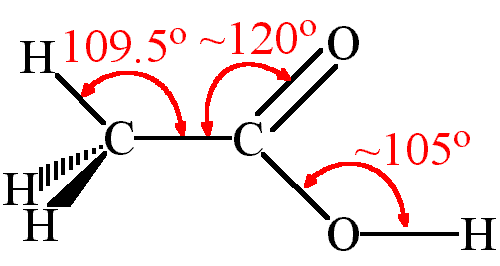 109.5º ~120º O
H
C C ~105º
H
H O H